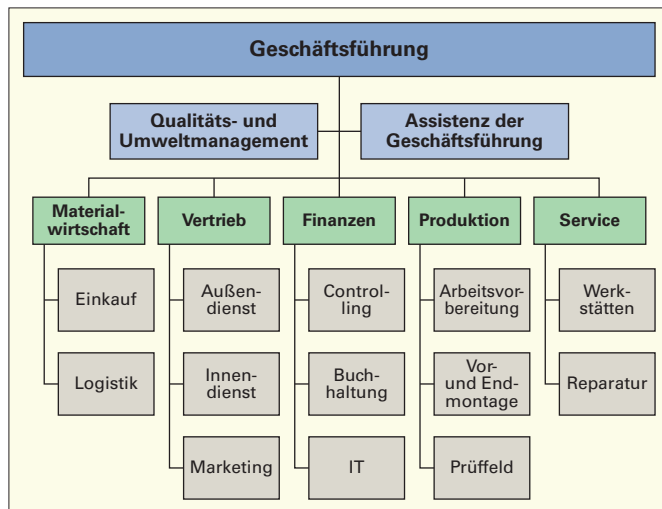 Geschäftsführung
Qualitäts- und
Umweltmanagement
Assistenz der
Geschäftsführung
Material-
wirtschaft
Vertrieb
Finanzen
Produktion
Service
Einkauf
Logistik
Außen-
dienst
Innen-
dienst
Marketing
Control-
ling
Buch-
haltung
IT
Arbeitsvor-
bereitung
Vor-
und End-
montage
Prüffeld
Werk-
stätten
Reparatur